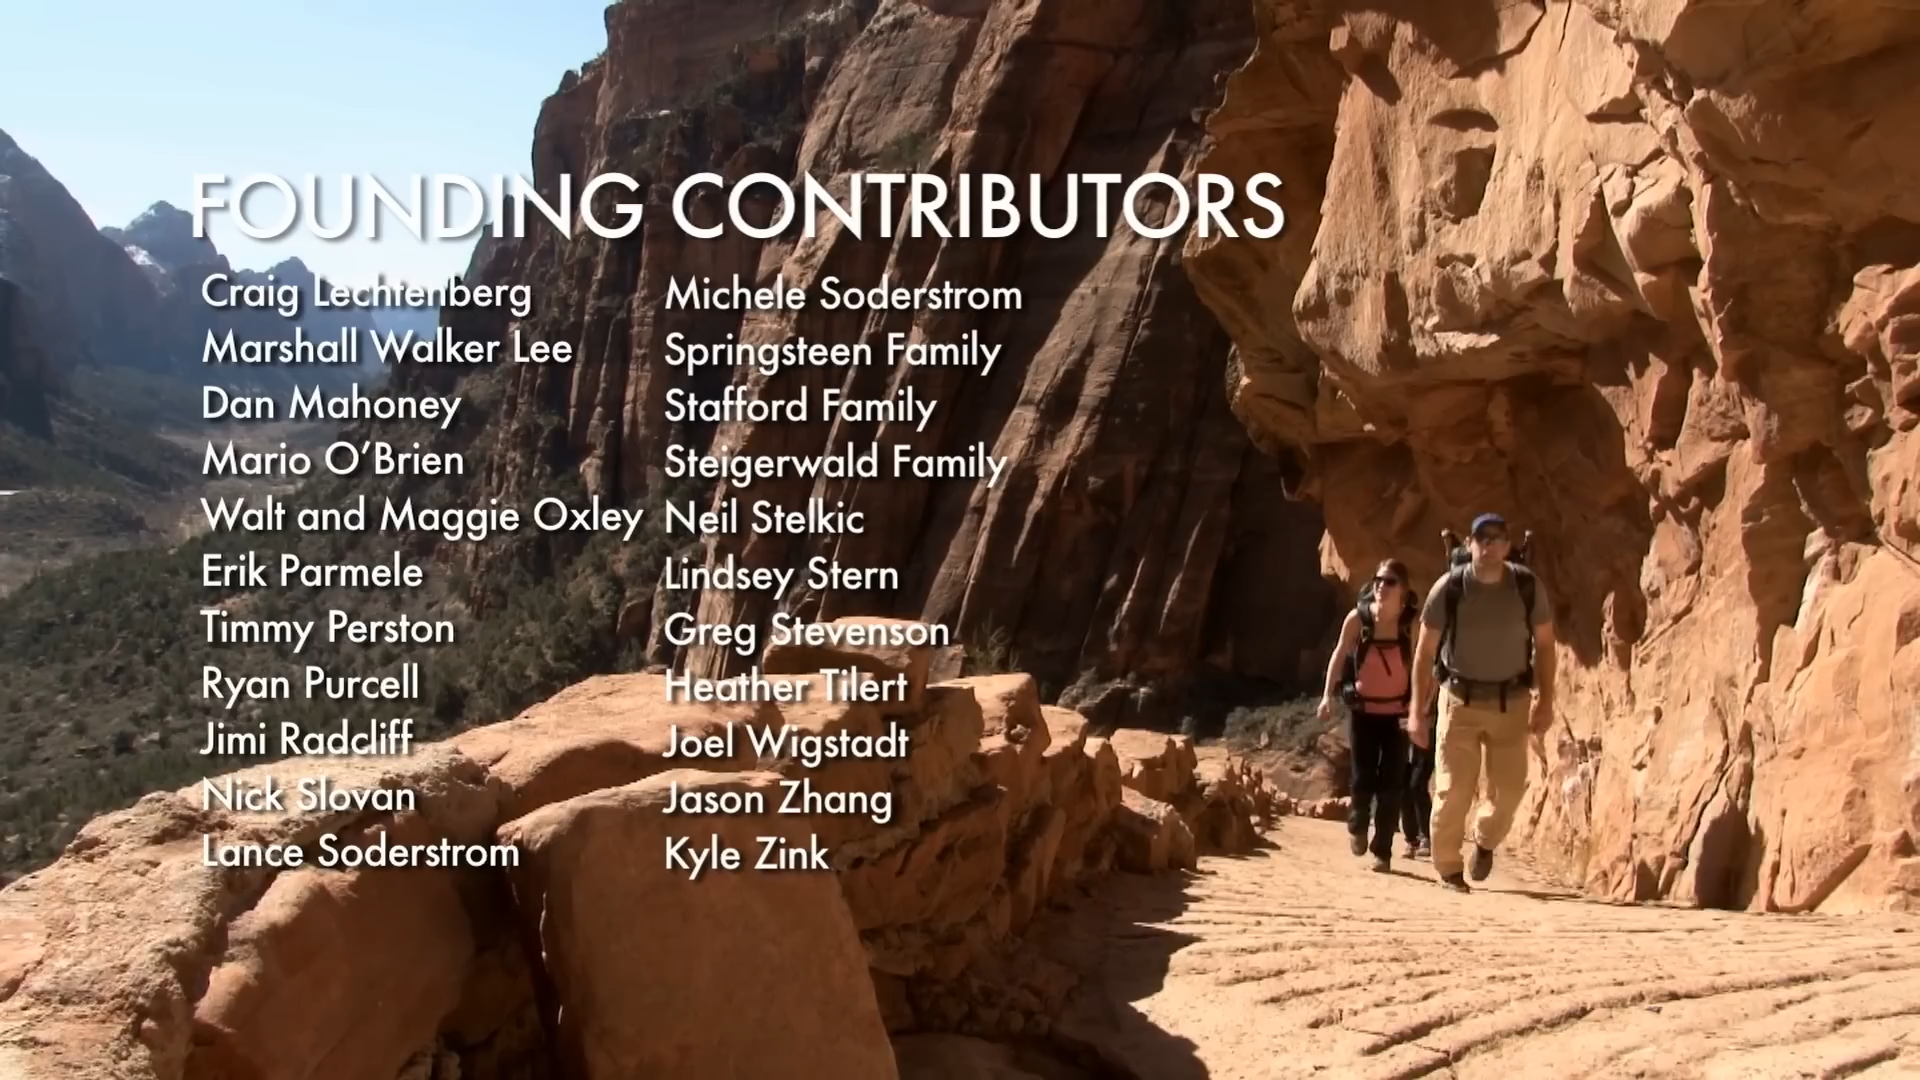 FOUNDING CONTRIBUTORS
Craig Lechtenberg
Marshall Walker Lee
Dan Mahoney
Mario O’Brien
Walt and Maggie Oxley
Erik Parmele
Timmy Perston
Ryan Purcell
Jimi Radcliff
Nick Slovan
Lance Soderstrom
Michele Soderstrom
Springsteen Family
Stafford Family
Steigerwald Family
Neil Stelkic
Lindsey Stern
Greg Stevenson
Heather Tilert
Joel Wigstadt
Jason Zhang
Kyle Zink